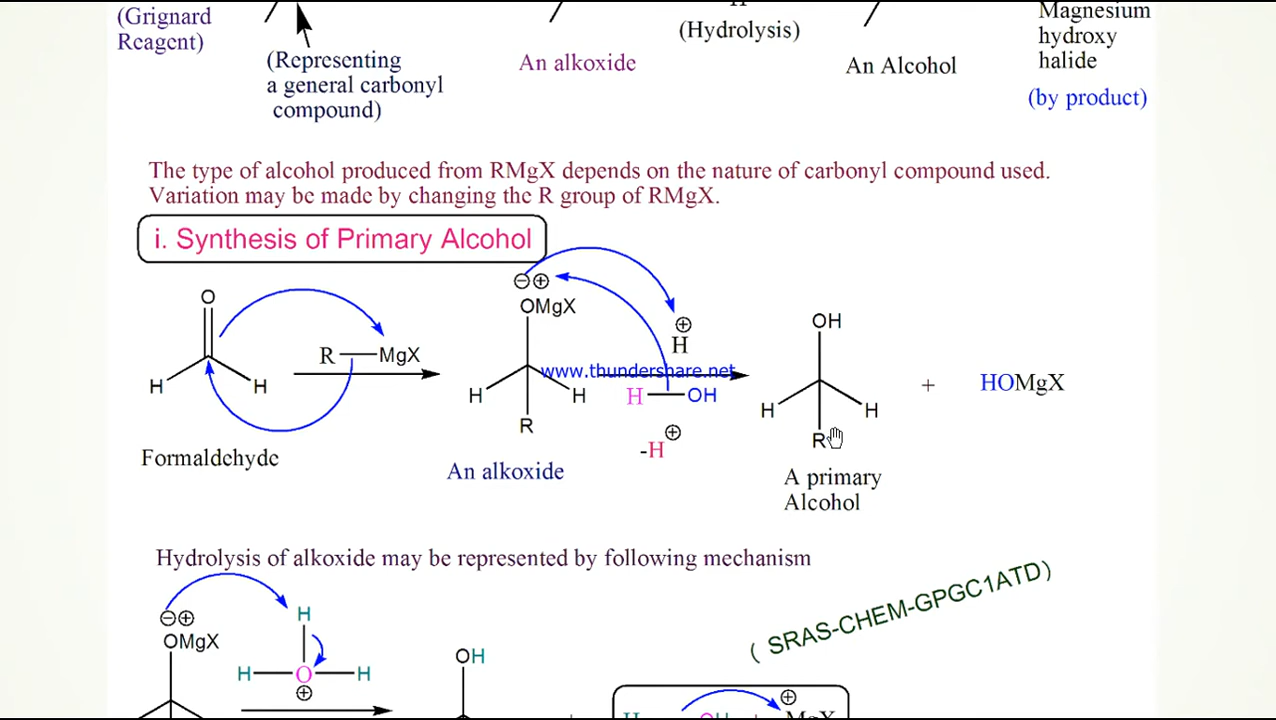 (Grignard
Reagent)
(Representing
a general carbonyl
compound)
An alkoxide
H
(Hydrolysis)
An Alcohol
Magnesium
hydroxy
halide
(by product)
The type of alcohol produced from RMgX depends on the nature of carbonyl compound used.
Variation may be made by changing the R group of RMgX.
i. Synthesis of Primary Alcohol
O
H H
Formaldehyde
R MgX
⊖⊕
OMgX
H H
R
An alkoxide
⊕
H
www.thundershare.net
H OH
⊕
-H
OH
H H
R
A primary
Alcohol
+
HOMgX
Hydrolysis of alkoxide may be represented by following mechanism
(SRAS-CHEM-GPGC1ATD)
⊖⊕
OMgX
H
H O H
⊕
OH
⊕
MgX